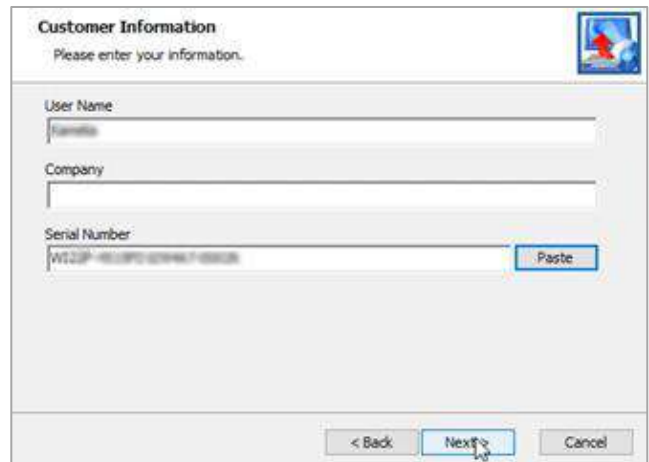 Customer Information
Please enter your information.
User Name
Company
Serial Number
Paste
< Back
Next >
Cancel